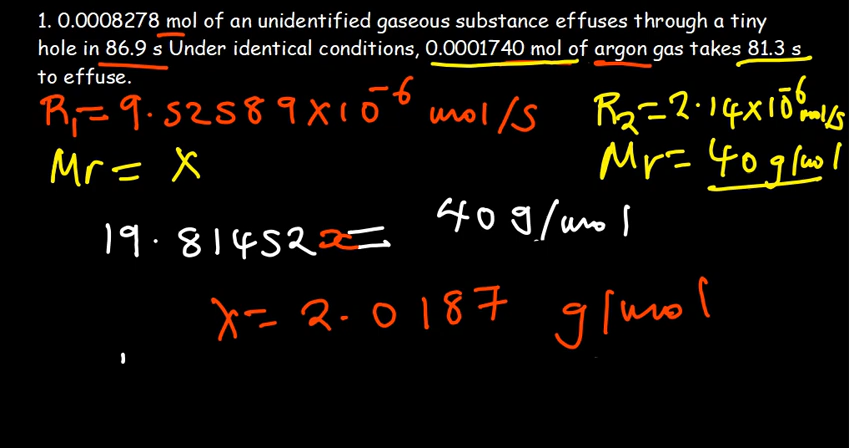 1. 0.0008278 mol of an unidentified gaseous substance effuses through a tiny
hole in 86.9 s Under identical conditions, 0.0001740 mol of argon gas takes 81.3 s
to effuse.
R₁ = 9.52589 × 10⁻⁶ mol/s
R₂ = 2.14 × 10⁻⁶ mol/s
Mr = X
Mr = 40 g/mol
19.81452x = 40 g/mol
X = 2.0187 g/mol